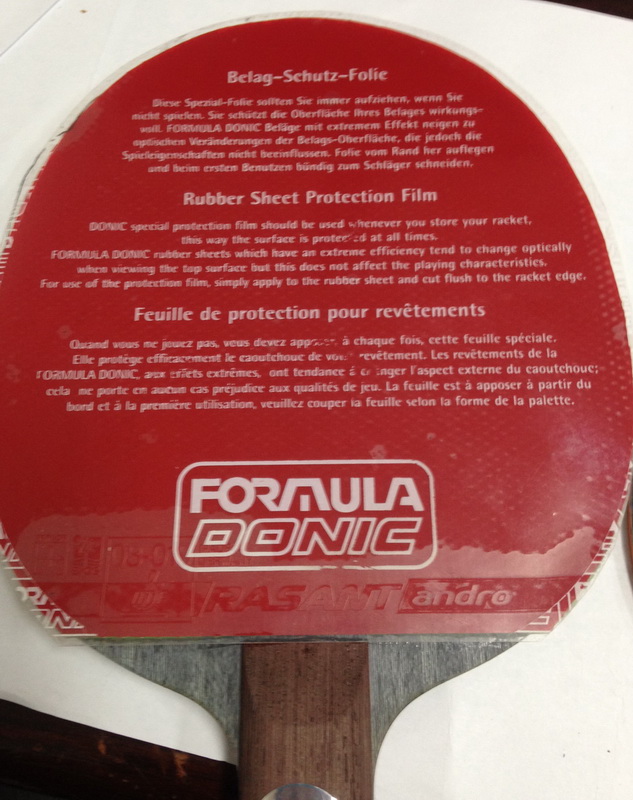 Belag-Schutz-Folie
Diese Spezial-Folie sollten Sie immer aufziehen, wenn Sie
nicht spielen. Sie schützt die Oberfläche Ihres Belages wirkungs-
voll. FORMULA DONIC Beläge mit extremem Effekt neigen zu
optischen Veränderungen der Belags-Oberfläche, die jedoch die
Spieleigenschaften nicht beeinflussen. Folie vom Rand her auflegen
und beim ersten Benutzen bündig zum Schläger schneiden.
Rubber Sheet Protection Film
DONIC special protection film should be used whenever you store your racket,
this way the surface is protected at all times.
FORMULA DONIC rubber sheets which have an extreme efficiency tend to change optically
when viewing the top surface but this does not affect the playing characteristics.
For use of the protection film, simply apply to the rubber sheet and cut flush to the racket edge.
Feuille de protection pour revêtements
Quand vous ne jouez pas, vous devez apposer à chaque fois, cette feuille spéciale.
Elle protège efficacement le caoutchouc de votre revêtement. Les revêtements de la
FORMULA DONIC, aux effets extrêmes, ont tendance à changer l'aspect externe du caoutchouc;
cela ne porte en aucun cas préjudice aux qualités de jeu. La feuille est à apposer à partir du
bord et à la première utilisation, veuillez couper la feuille selon la forme de la palette.
FORMULA
DONIC
RASANT andro